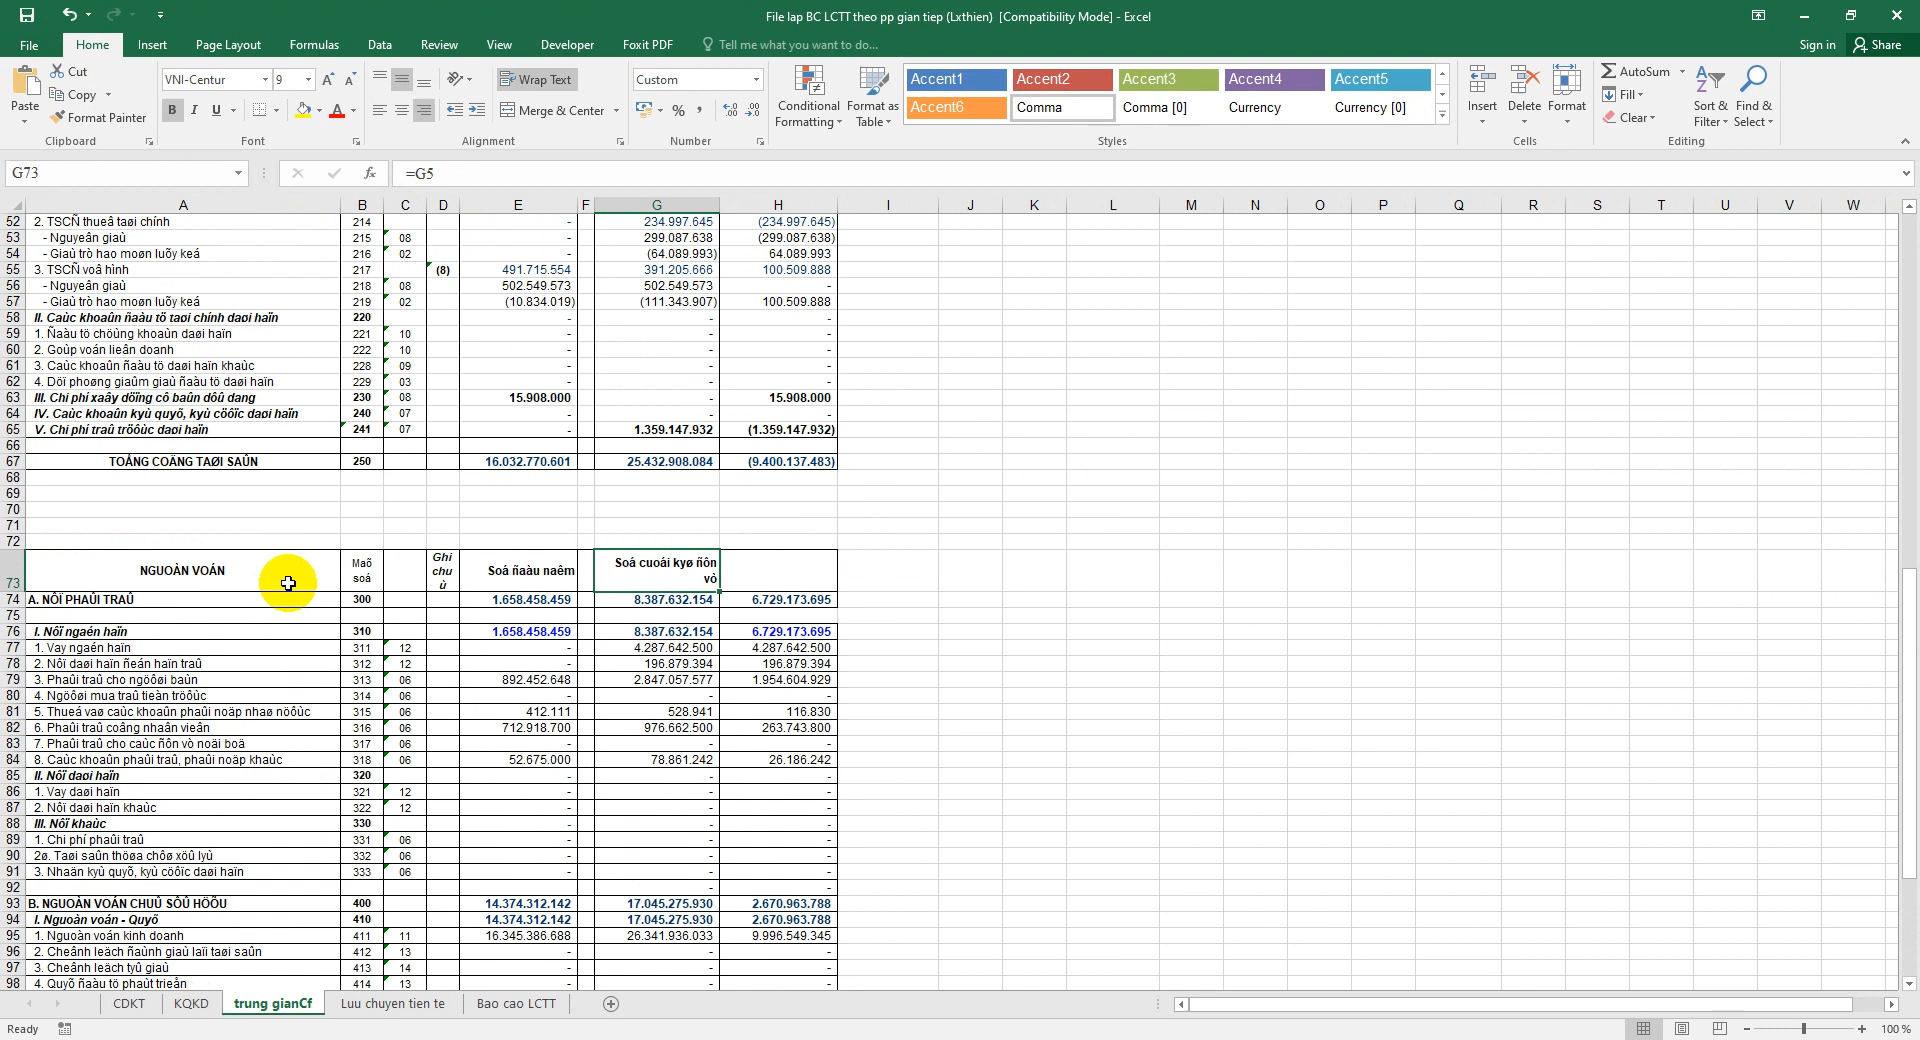 File lap BC LCTT theo pp gian tiep (Lxthien)  [Compatibility Mode] - Excel
File Home Insert Page Layout Formulas Data Review View Developer Foxit PDF Tell me what you want to do... Sign in Share
Paste Cut Copy Format Painter Clipboard
VNI-Centur 9 B I U Font
Wrap Text Merge & Center Alignment
Custom % Number
Conditional Formatting Format as Table
Accent1 Accent2 Accent3 Accent4 Accent5
Accent6 Comma Comma [0] Currency Currency [0]
Styles
Insert Delete Format Cells
AutoSum Fill Clear Sort & Filter Find & Select Editing
G73 fx =G5
A B C D E F G H I J K L M N O P Q R S T U V W
52 2. TSCÑ thueâ taøi chính 214 - 234.997.645 (234.997.645)
53 - Nguyeân giaù 215 08 - 299.087.638 (299.087.638)
54 - Giaù trò hao moøn luõy keá 216 02 - (64.089.993) 64.089.993
55 3. TSCÑ voâ hình 217 (8) 491.715.554 391.205.666 100.509.888
56 - Nguyeân giaù 218 08 502.549.573 502.549.573 -
57 - Giaù trò hao moøn luõy keá 219 02 (10.834.019) (111.343.907) 100.509.888
58 II. Caùc khoaûn ñaàu tö taøi chính daøi haïn 220 - - -
59 1. Ñaàu tö chöùng khoaùn daøi haïn 221 10 - - -
60 2. Goùp voán lieân doanh 222 10 - - -
61 3. Caùc khoaûn ñaàu tö daøi haïn khaùc 228 09 - - -
62 4. Döï phoøng giaûm giaù ñaàu tö daøi haïn 229 03 - - -
63 III. Chi phí xaây döïng cô baûn dôû dang 230 08 15.908.000 - 15.908.000
64 IV. Caùc khoaûn kyù quyõ, kyù cöôïc daøi haïn 240 07 - - -
65 V. Chi phí traû tröôùc daøi haïn 241 07 - 1.359.147.932 (1.359.147.932)
66
67 TOÅNG COÄNG TAØI SAÛN 250 16.032.770.601 25.432.908.084 (9.400.137.483)
68
69
70
71
72
73 NGUOÀN VOÁN Maõ soá Ghi chuù Soá ñaàu naêm Soá cuoái kyø ñôn vò
74 A. NÔÏ PHAÛI TRAÛ 300 1.658.458.459 8.387.632.154 6.729.173.695
75
76 I. Nôï ngaén haïn 310 1.658.458.459 8.387.632.154 6.729.173.695
77 1. Vay ngaén haïn 311 12 - 4.287.642.500 4.287.642.500
78 2. Nôï daøi haïn ñeán haïn traû 312 12 - 196.879.394 196.879.394
79 3. Phaûi traû cho ngöôøi baùn 313 06 892.452.648 2.847.057.577 1.954.604.929
80 4. Ngöôøi mua traû tieàn tröôùc 314 06 - - -
81 5. Thueá vaø caùc khoaûn phaûi noäp nhaø nöôùc 315 06 412.111 528.941 116.830
82 6. Phaûi traû coâng nhaân vieân 316 06 712.918.700 976.662.500 263.743.800
83 7. Phaûi traû cho caùc ñôn vò noäi boä 317 06 - - -
84 8. Caùc khoaûn phaûi traû, phaûi noäp khaùc 318 06 52.675.000 78.861.242 26.186.242
85 II. Nôï daøi haïn 320 - - -
86 1. Vay daøi haïn 321 12 - - -
87 2. Nôï daøi haïn khaùc 322 12 - - -
88 III. Nôï khaùc 330 - - -
89 1. Chi phí phaûi traû 331 06 - - -
90 2ø. Taøi saûn thöøa chôø xöû lyù 332 06 - - -
91 3. Nhaän kyù quyõ, kyù cöôïc daøi haïn 333 06 - - -
92 - -
93 B. NGUOÀN VOÁN CHUÛ SÔÛ HÖÕU 400 14.374.312.142 17.045.275.930 2.670.963.788
94 I. Nguoàn voán - Quyõ 410 14.374.312.142 17.045.275.930 2.670.963.788
95 1. Nguoàn voán kinh doanh 411 11 16.345.386.688 26.341.936.033 9.996.549.345
96 2. Cheânh leäch ñaùnh giaù laïi taøi saûn 412 13 - - -
97 3. Cheânh leäch tyû giaù 413 14 - - -
98 4. Quyõ ñaàu tö phaùt trieån 414 13 - - -
CDKT KQKD trung gianCf Luu chuyen tien te Bao cao LCTT
Ready 100 %